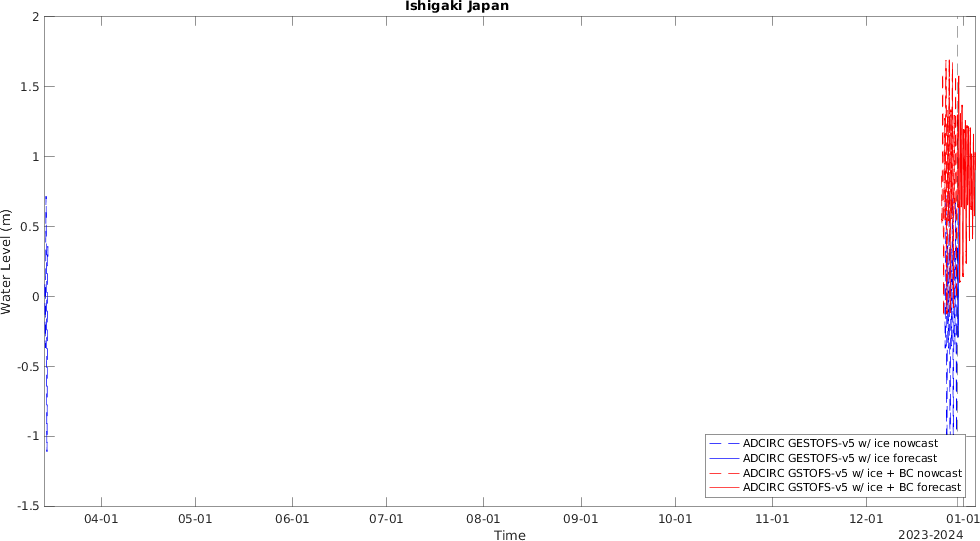 Ishigaki Japan
2
1.5
1
0.5
0
-0.5
-1
-1.5
Water Level (m)
ADCIRC GESTOFS-v5 w/ ice nowcast
ADCIRC GESTOFS-v5 w/ ice forecast
ADCIRC GSTOFS-v5 w/ ice + BC nowcast
ADCIRC GSTOFS-v5 w/ ice + BC forecast
04-01 05-01 06-01 07-01 08-01 09-01 10-01 11-01 12-01 01-01
Time
2023-2024